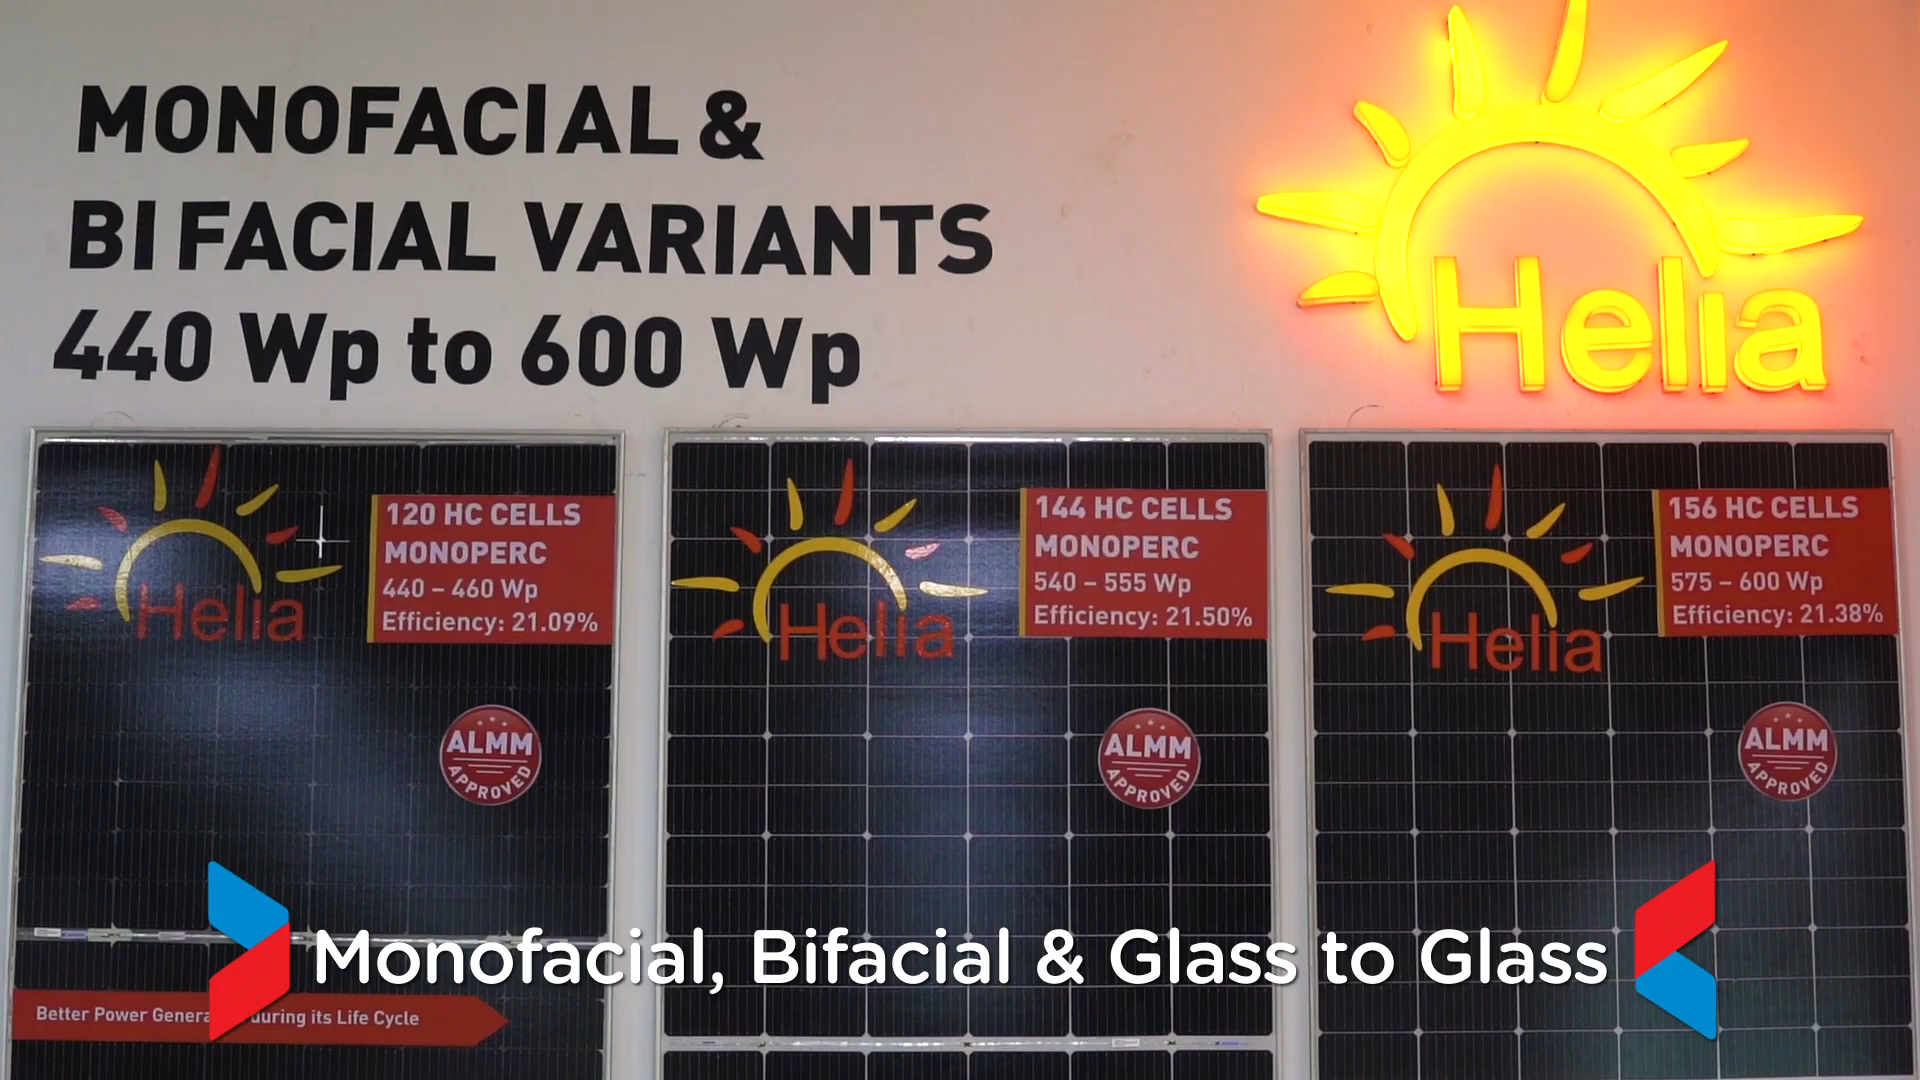 MONOFACIAL &
BIFACIAL VARIANTS
440 Wp to 600 Wp
Helia
Helia
120 HC CELLS
MONOPERC
440 – 460 Wp
Efficiency: 21.09%
ALMM
APPROVED
Helia
144 HC CELLS
MONOPERC
540 – 555 Wp
Efficiency: 21.50%
ALMM
APPROVED
Helia
156 HC CELLS
MONOPERC
575 – 600 Wp
Efficiency: 21.38%
ALMM
APPROVED
Monofacial, Bifacial & Glass to Glass
Better Power Genera during its Life Cycle